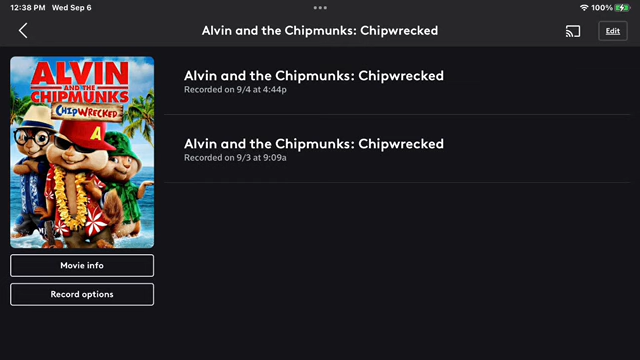 12:38 PM Wed Sep 6
100%
Alvin and the Chipmunks: Chipwrecked
Edit
ALVIN
AND THE
CHIPMUNKS
CHIPWRECKED
A
Alvin and the Chipmunks: Chipwrecked
Recorded on 9/4 at 4:44p
Alvin and the Chipmunks: Chipwrecked
Recorded on 9/3 at 9:09a
Movie info
Record options